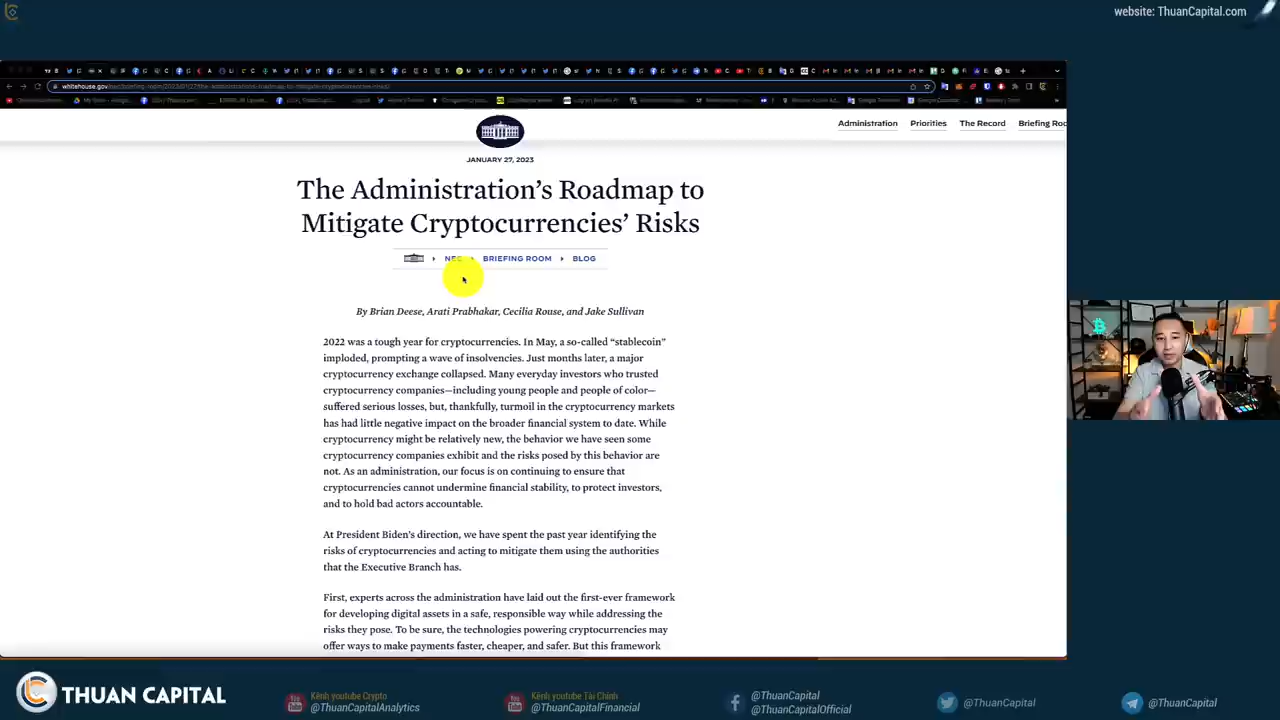 website: ThuanCapital.com
whitehouse.gov
Administration
Priorities
The Record
JANUARY 27, 2023
The Administration's Roadmap to
Mitigate Cryptocurrencies' Risks
BRIEFING ROOM
BLOG
By Brian Deese, Arati Prabhakar, Cecilia Rouse, and Jake Sullivan
2022 was a tough year for cryptocurrencies. In May, a so-called “stablecoin”
imploded, prompting a wave of insolvencies. Just months later, a major
cryptocurrency exchange collapsed. Many everyday investors who trusted
cryptocurrency companies—including young people and people of color—
suffered serious losses, but, thankfully, turmoil in the cryptocurrency markets
has had little negative impact on the broader financial system to date. While
cryptocurrency might be relatively new, the behavior we have seen some
cryptocurrency companies exhibit and the risks posed by this behavior are
not. As an administration, our focus is on continuing to ensure that
cryptocurrencies cannot undermine financial stability, to protect investors,
and to hold bad actors accountable.
At President Biden's direction, we have spent the past year identifying the
risks of cryptocurrencies and acting to mitigate them using the authorities
that the Executive Branch has.
First, experts across the administration have laid out the first-ever framework
for developing digital assets in a safe, responsible way while addressing the
risks they pose. To be sure, the technologies powering cryptocurrencies may
offer ways to make payments faster, cheaper, and safer. But this framework
THUAN CAPITAL
Kênh youtube Crypto
@ThuanCapitalAnalytics
Kênh youtube Tài Chính
@ThuanCapitalFinancial
@ThuanCapital
@ThuanCapitalOfficial
@ThuanCapital
@ThuanCapital